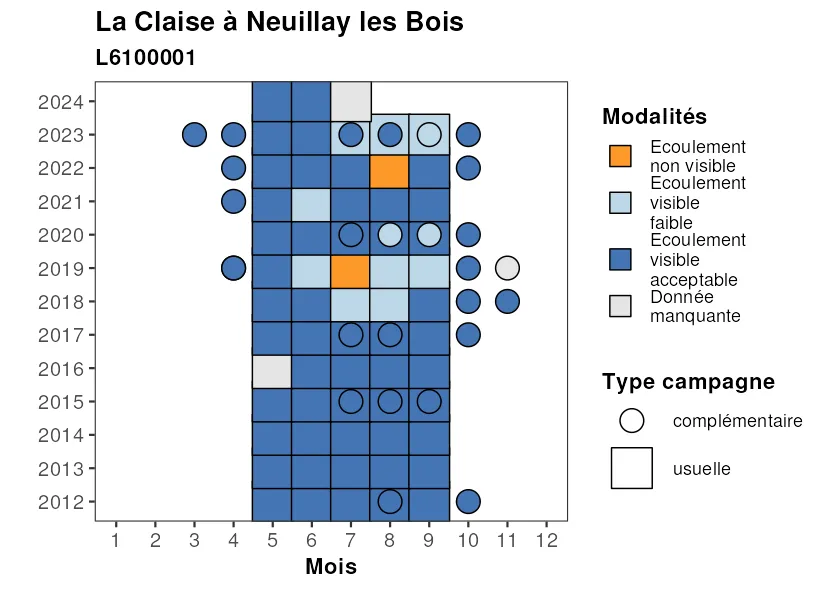 La Claise à Neuillay les Bois
L6100001
2024
2023
2022
2021
2020
2019
2018
2017
2016
2015
2014
2013
2012
1 2 3 4 5 6 7 8 9 10 11 12
Mois
Modalités
Ecoulement
non visible
Ecoulement
visible
faible
Ecoulement
visible
acceptable
Donnée
manquante
Type campagne
complémentaire
usuelle